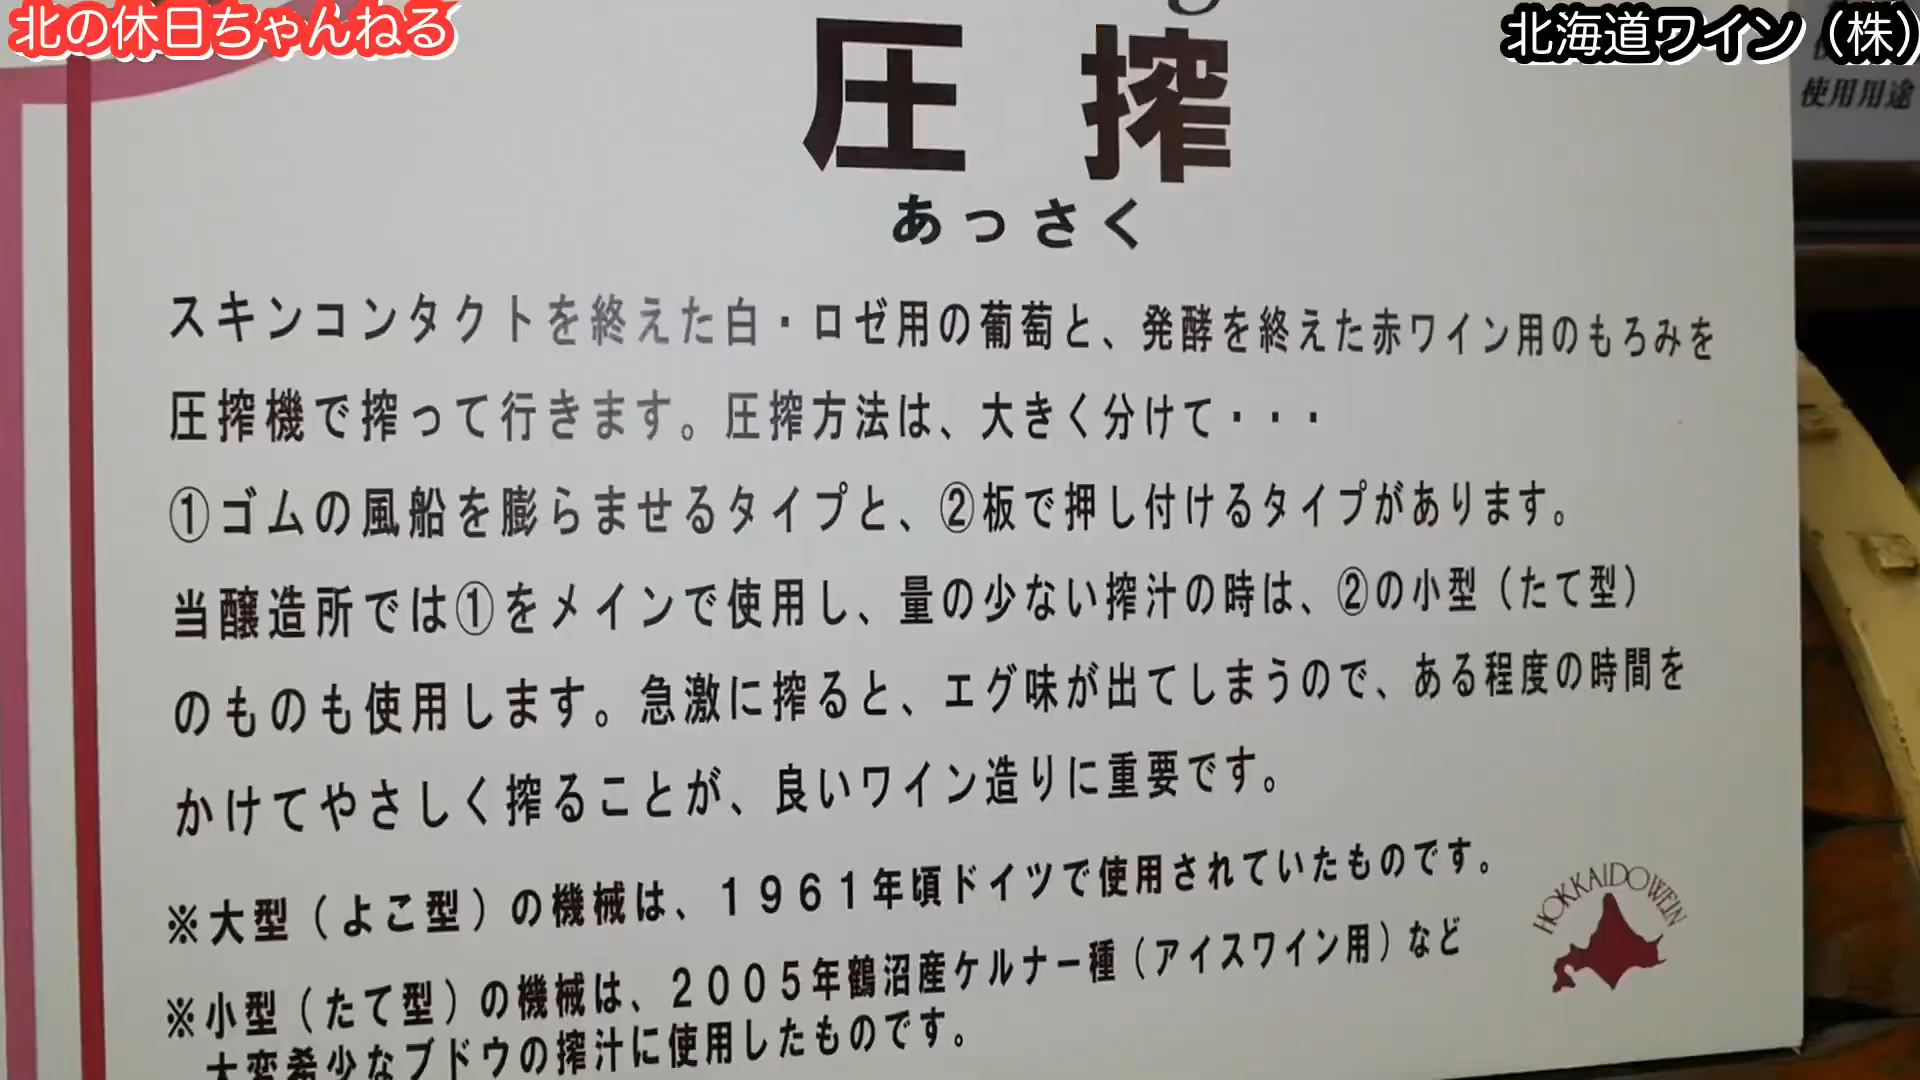 北の休日ちゃんねる
北海道ワイン（株）
使用用途
圧搾
あっさく
スキンコンタクトを終えた白・ロゼ用の葡萄と、発酵を終えた赤ワイン用のもろみを
圧搾機で搾って行きます。圧搾方法は、大きく分けて・・・
①ゴムの風船を膨らませるタイプと、②板で押し付けるタイプがあります。
当醸造所では①をメインで使用し、量の少ない搾汁の時は、②の小型（たて型）
のものも使用します。急激に搾ると、エグ味が出てしまうので、ある程度の時間を
かけてやさしく搾ることが、良いワイン造りに重要です。
※大型（よこ型）の機械は、１９６１年頃ドイツで使用されていたものです。
※小型（たて型）の機械は、２００５年鶴沼産ケルナー種（アイスワイン用）など
大変希少なブドウの搾汁に使用したものです。
HOKKAIDO WEIN